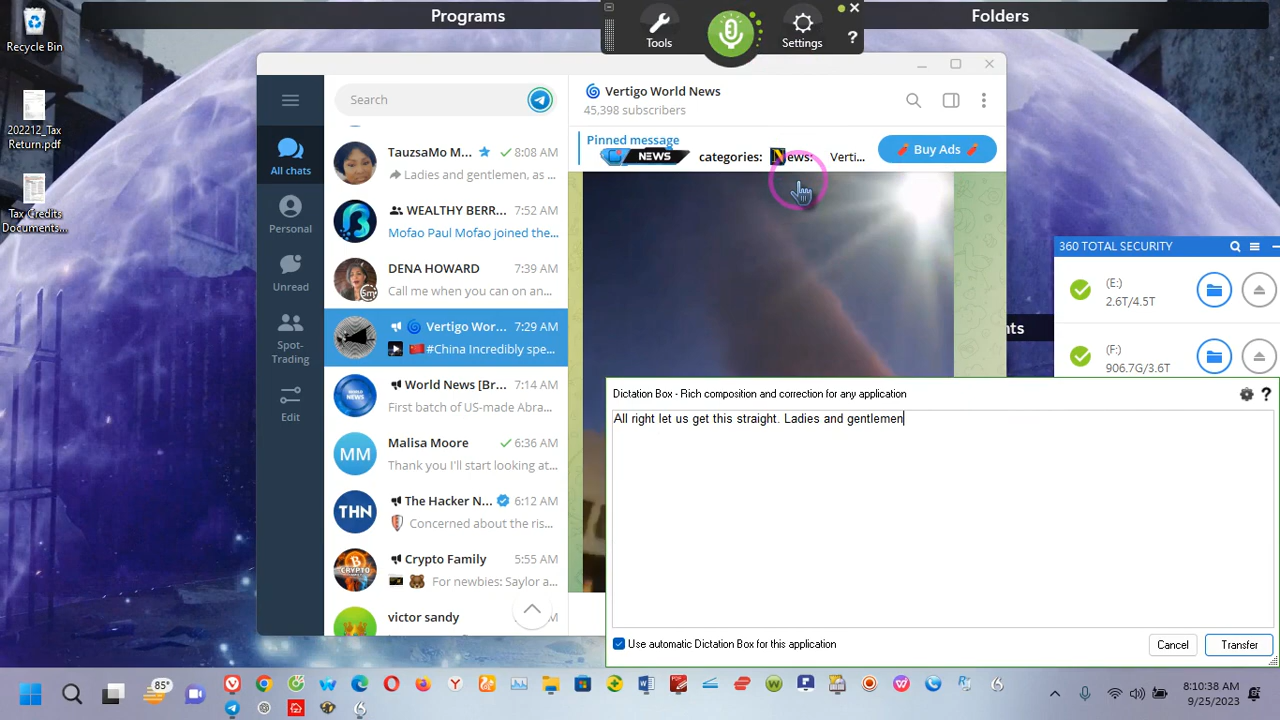 Programs
Folders
Recycle Bin
202212_Tax
Return.pdf
Tax Credits
Documents...
Tools
Settings
?
Search
Vertigo World News
45,398 subscribers
Pinned message
NEWS
categories:
News:
Verti...
Buy Ads
All chats
Personal
Unread
Spot-
Trading
Edit
TauzsaMo M... 8:08 AM
Ladies and gentlemen, as ...
WEALTHY BERR... 7:52 AM
Mofao Paul Mofao joined the...
DENA HOWARD 7:39 AM
Call me when you can on an...
Vertigo Wor... 7:29 AM
#China Incredibly spe...
World News [Br... 7:14 AM
First batch of US-made Abra...
MM
Malisa Moore 6:36 AM
Thank you I'll start looking at...
THN
The Hacker N... 6:12 AM
Concerned about the ris...
Crypto Family 5:55 AM
For newbies: Saylor a...
victor sandy
360 TOTAL SECURITY
(E:)
2.6T/4.5T
(F:)
906.7G/3.6T
Dictation Box - Rich composition and correction for any application
?
All right let us get this straight. Ladies and gentlemen
Use automatic Dictation Box for this application
Cancel
Transfer
85°
8:10:38 AM
9/25/2023